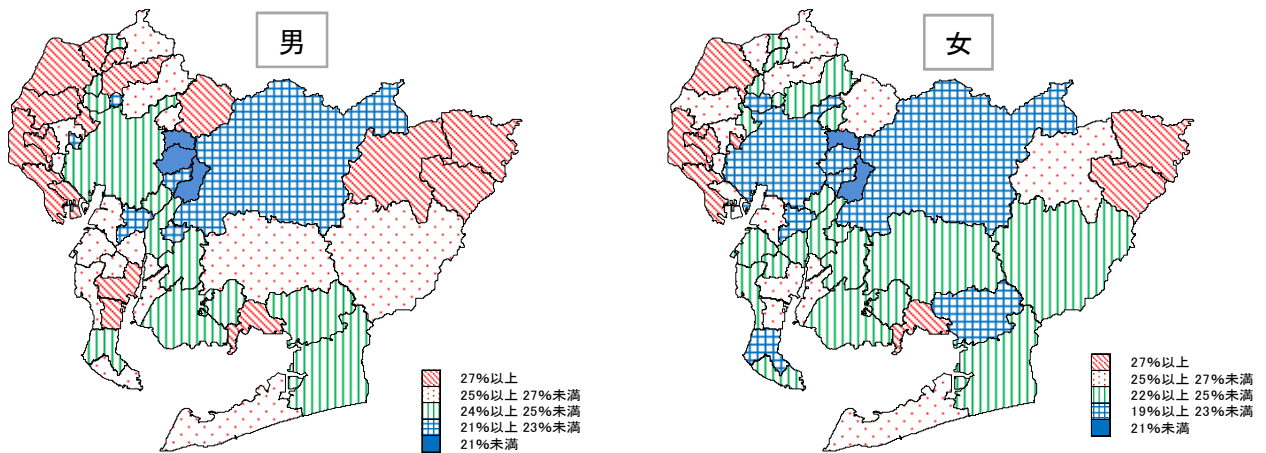 男
27%以上
25%以上 27%未満
24%以上 25%未満
21%以上 23%未満
21%未満
女
27%以上
25%以上 27%未満
22%以上 25%未満
19%以上 23%未満
21%未満